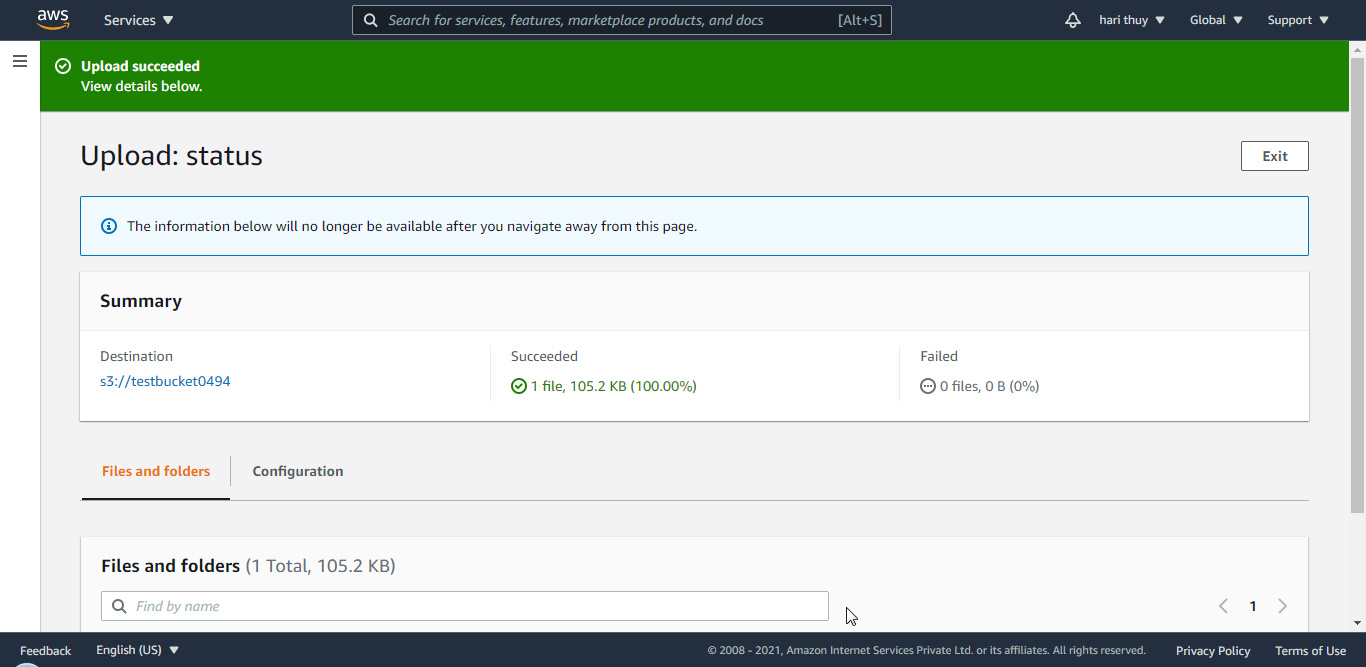 aws Services Search for services, features, marketplace products, and docs [Alt+S] hari thuy Global Support
Upload succeeded
View details below.
Upload: status
Exit
The information below will no longer be available after you navigate away from this page.
Summary
Destination
s3://testbucket0494
Succeeded
1 file, 105.2 KB (100.00%)
Failed
0 files, 0 B (0%)
Files and folders Configuration
Files and folders (1 Total, 105.2 KB)
Find by name 1
Feedback English (US) © 2008 - 2021, Amazon Internet Services Private Ltd. or its affiliates. All rights reserved. Privacy Policy Terms of Use